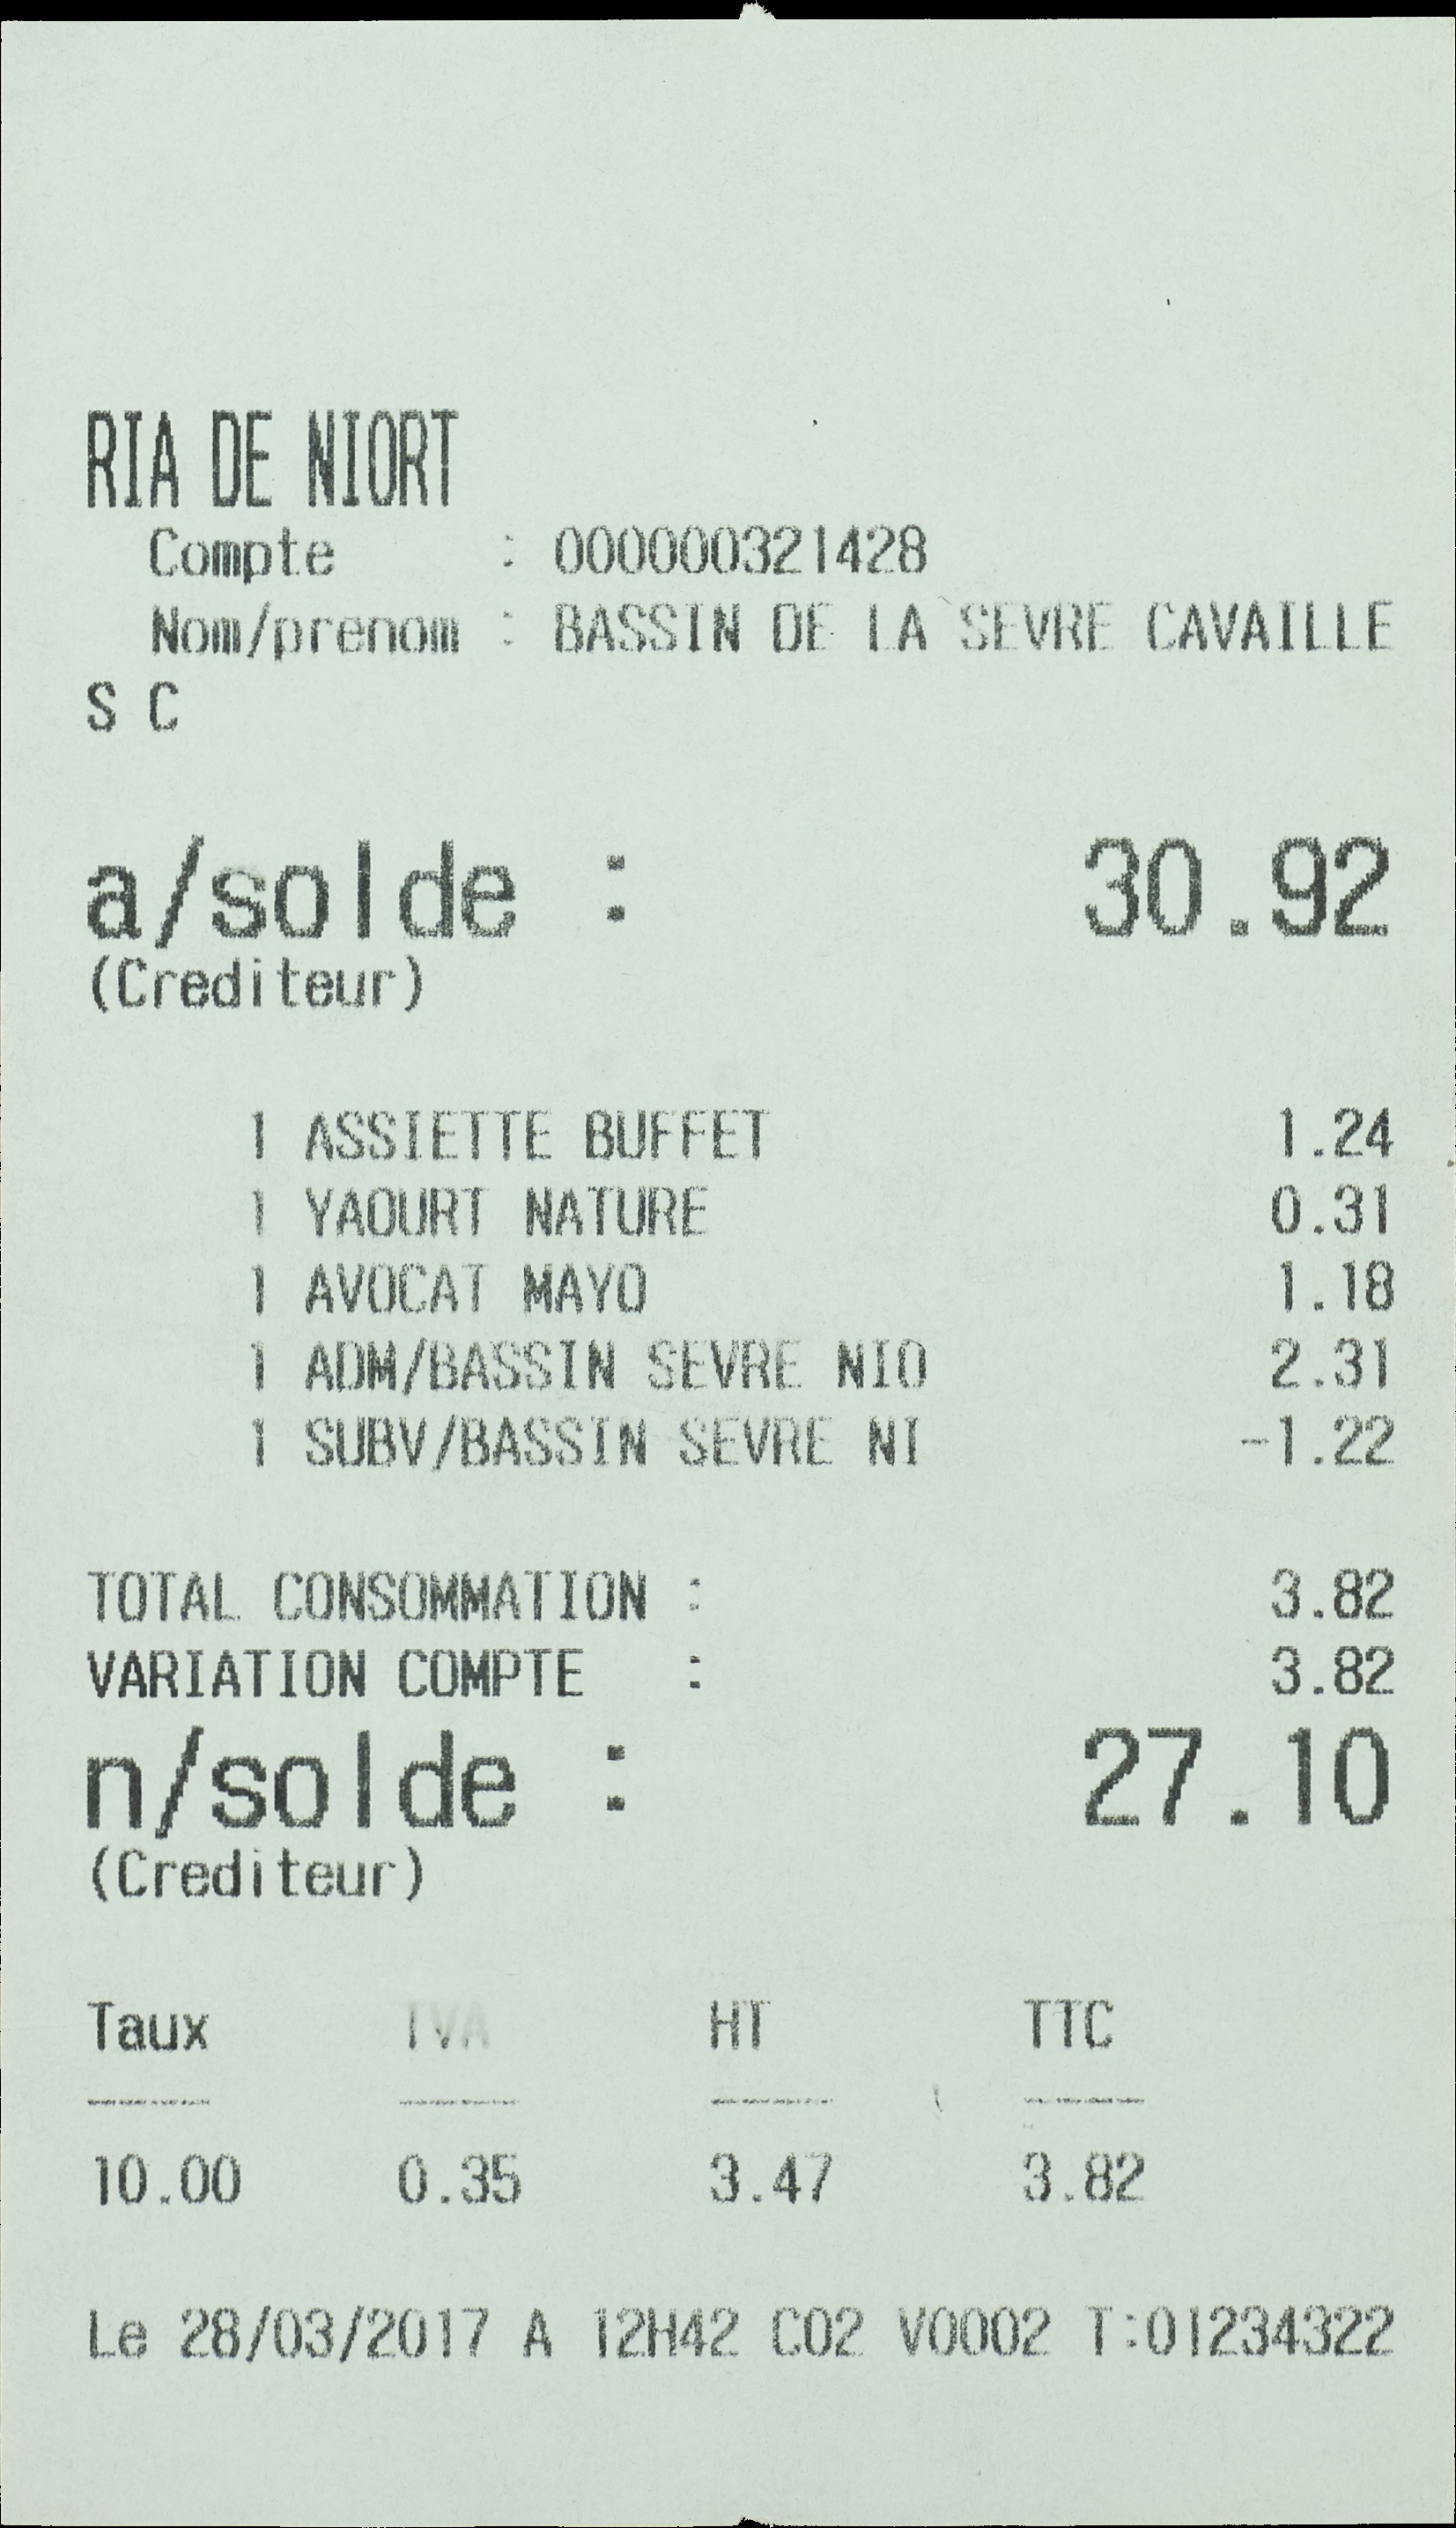 RIA DE NIORT
Compte : 000000321428
Nom/prenom : BASSIN DE LA SEVRE CAVAILLE
S C
a/solde : 30.92
(Crediteur)
1 ASSIETTE BUFFET 1.24
1 YAOURT NATURE 0.31
1 AVOCAT MAYO 1.18
1 ADM/BASSIN SEVRE NIO 2.31
1 SUBV/BASSIN SEVRE NI -1.22
TOTAL CONSOMMATION : 3.82
VARIATION COMPTE : 3.82
n/solde : 27.10
(Crediteur)
Taux TVA HT TTC
10.00 0.35 3.47 3.82
Le 28/03/2017 A 12H42 C02 V0002 T:01234322